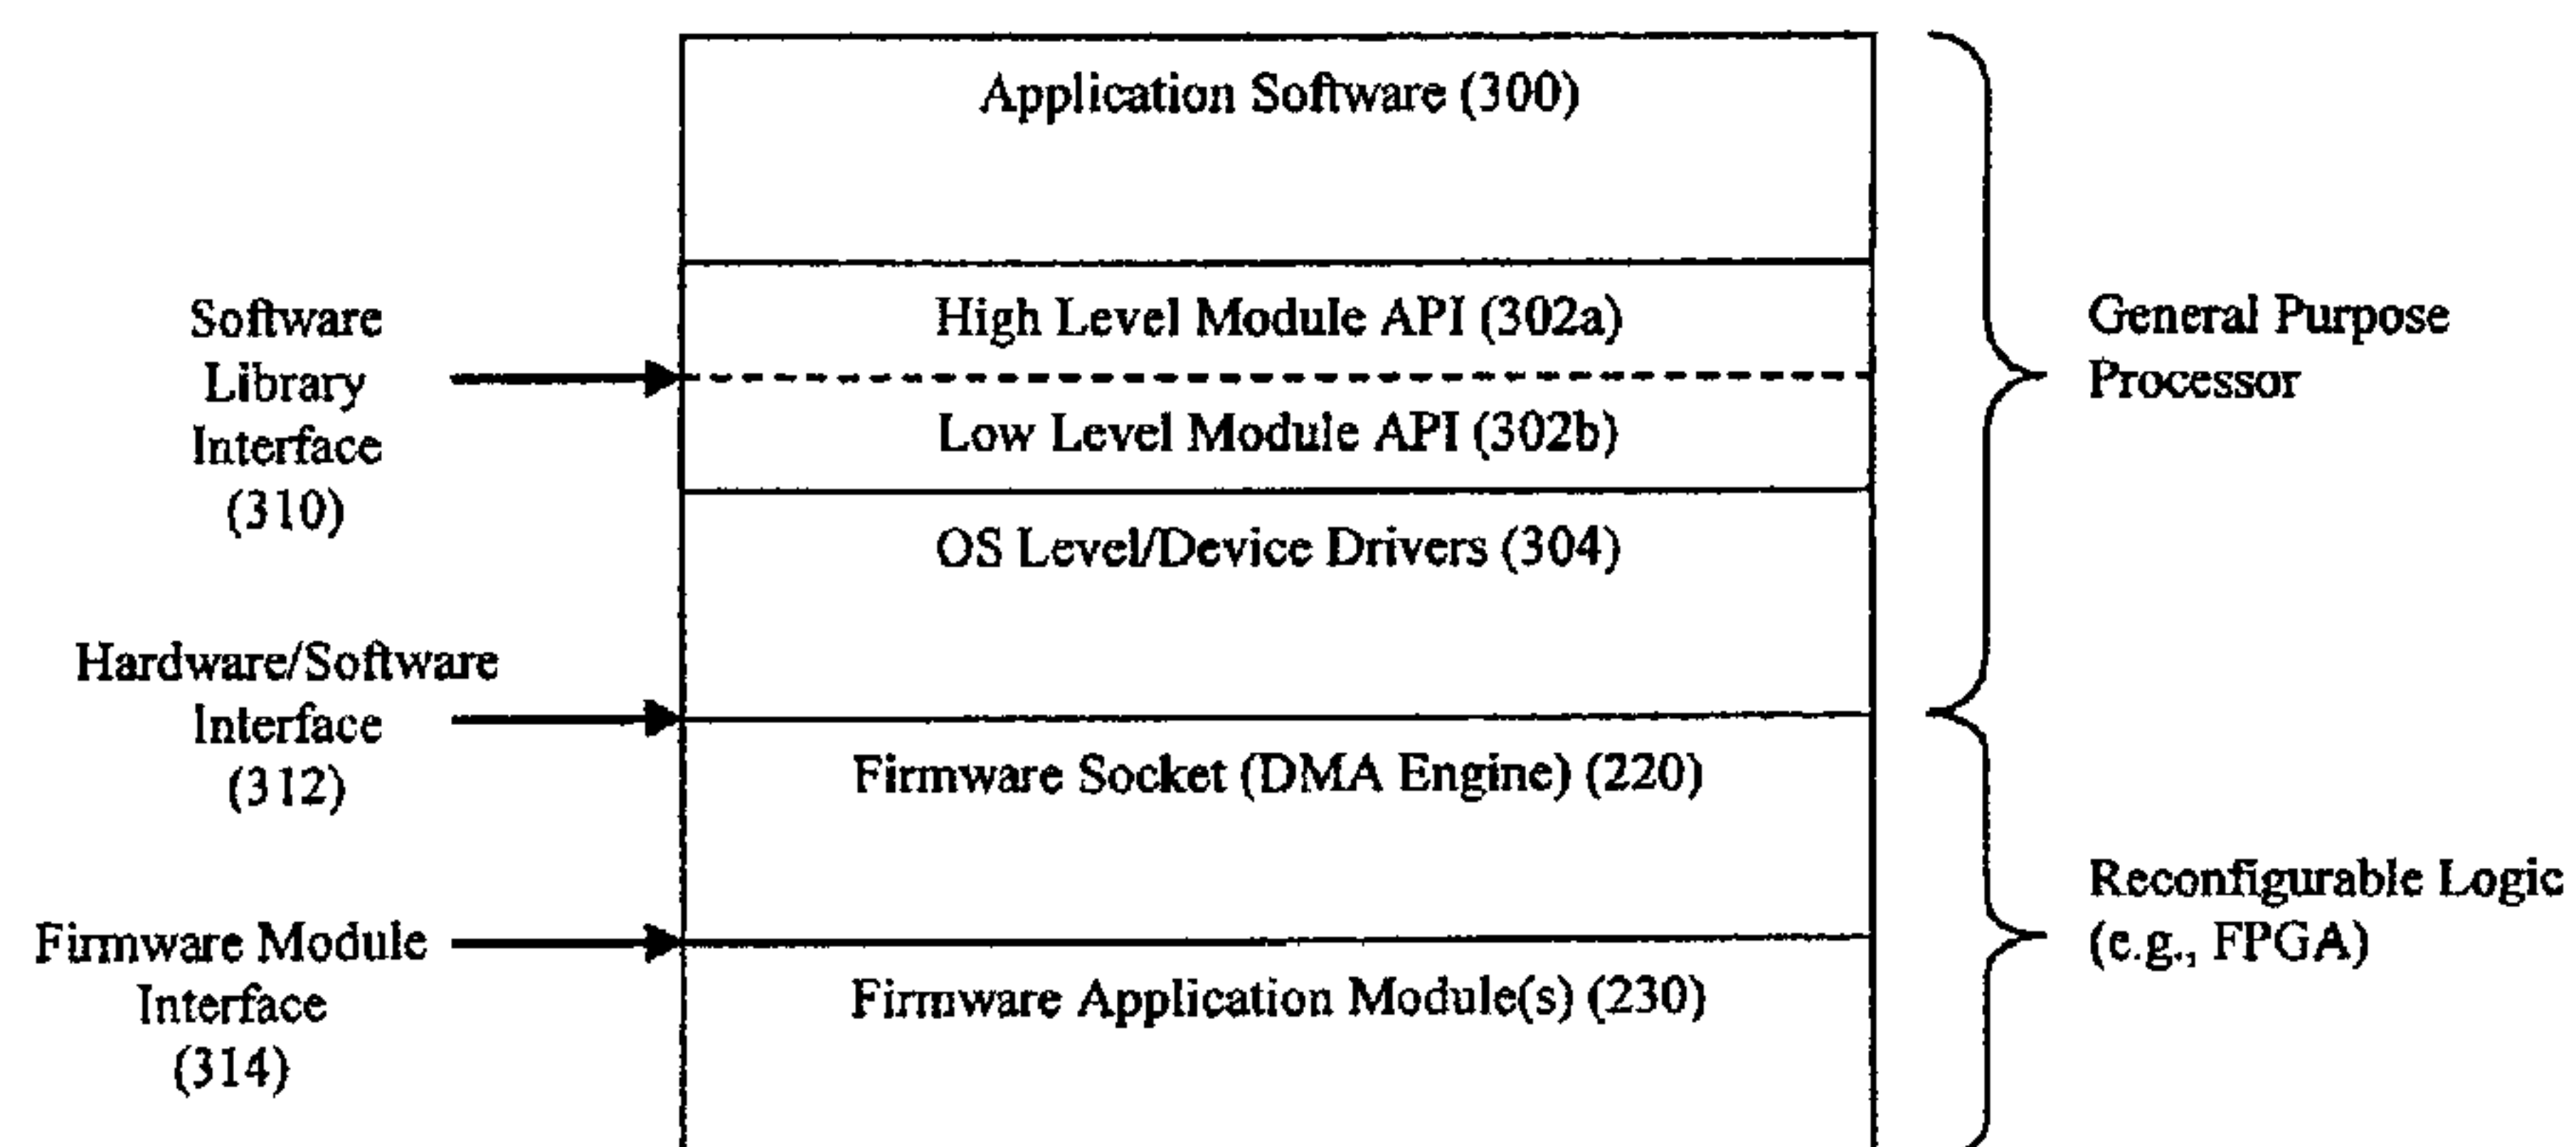 Application Software (300)
High Level Module API (302a)
Low Level Module API (302b)
OS Level/Device Drivers (304)
Firmware Socket (DMA Engine) (220)
Firmware Application Module(s) (230)
Software
Library
Interface
(310)
Hardware/Software
Interface
(312)
Firmware Module
Interface
(314)
General Purpose
Processor
Reconfigurable Logic
(e.g., FPGA)